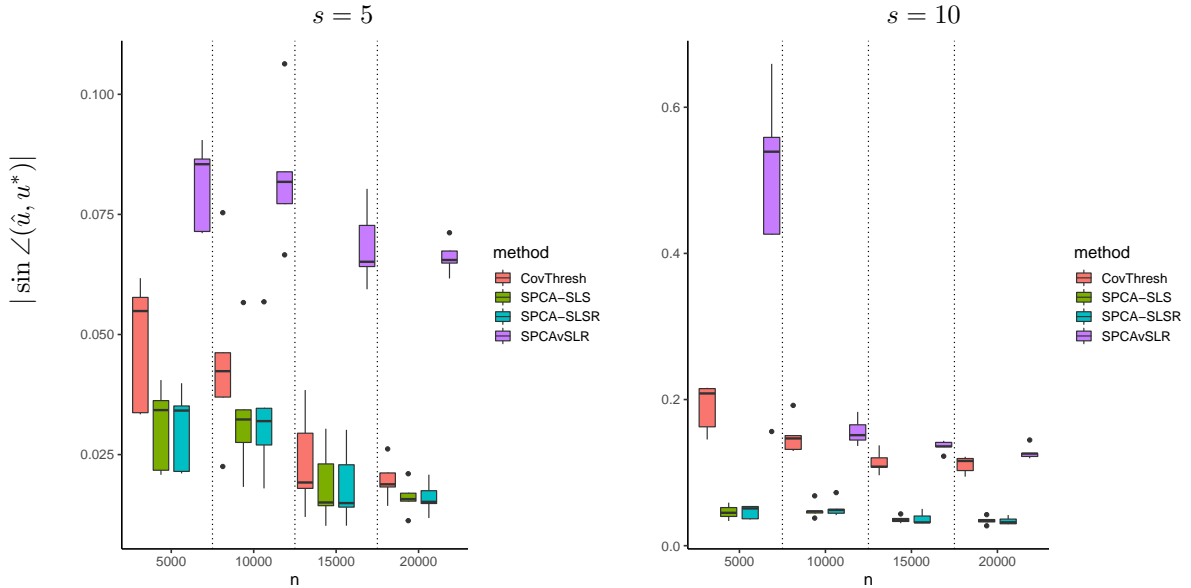 s = 5
| sin ∠(û, u*)|
0.100
0.075
0.050
0.025
5000 10000 15000 20000
n
method
CovThresh
SPCA−SLS
SPCA−SLSR
SPCAvSLR
s = 10
0.6
0.4
0.2
0.0
5000 10000 15000 20000
n
method
CovThresh
SPCA−SLS
SPCA−SLSR
SPCAvSLR